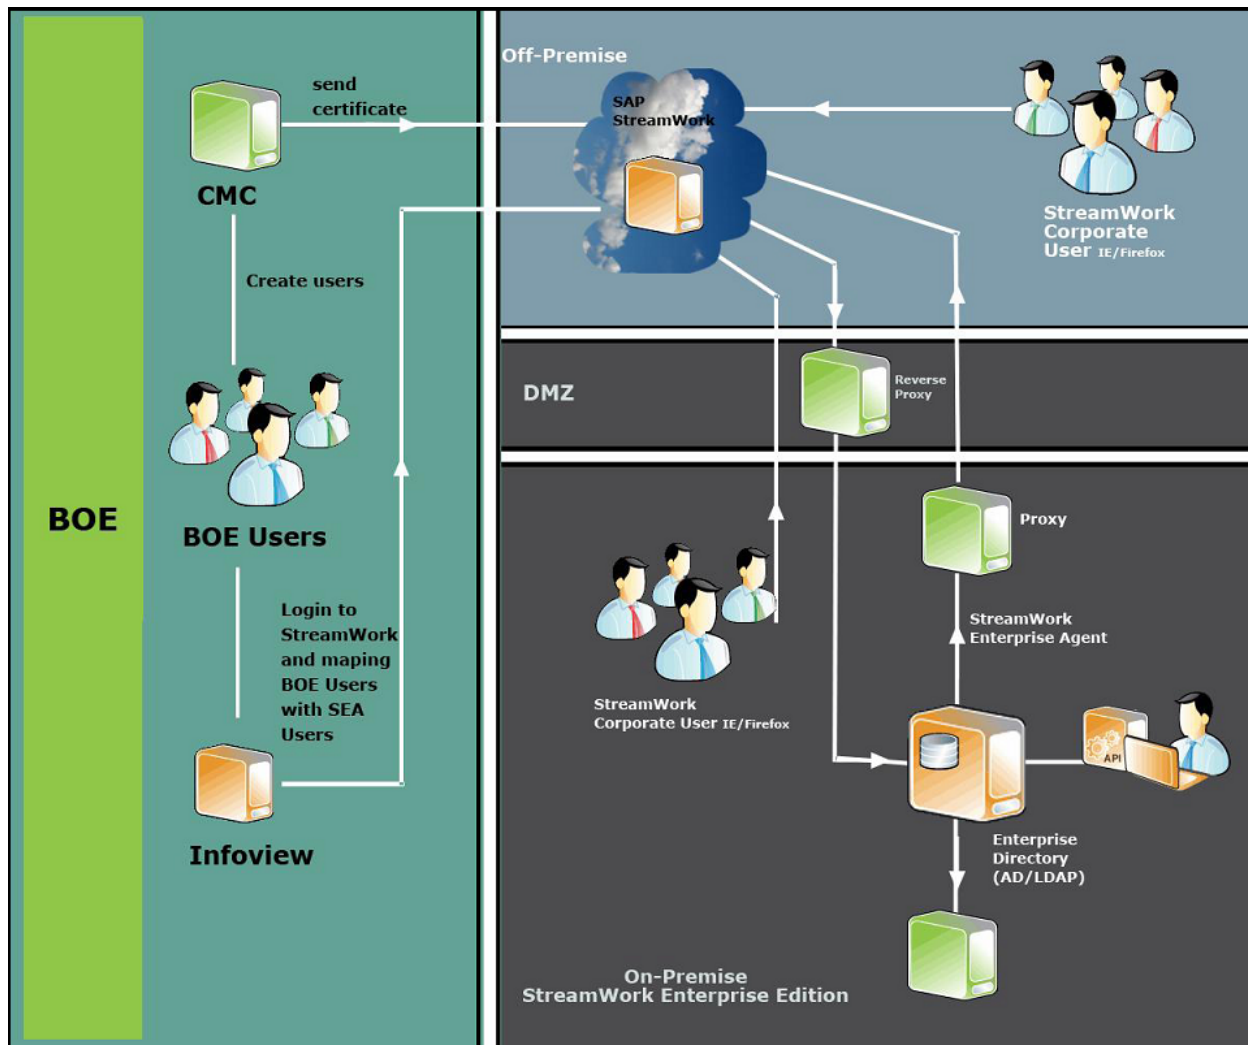 BOE
send
certificate
CMC
Create users
BOE Users
Login to
StreamWork
and maping
BOE Users
with SEA
Users
Infoview
Off-Premise
SAP
StreamWork
StreamWork
Corporate
User IE/Firefox
DMZ
Reverse
Proxy
Proxy
StreamWork
Enterprise Agent
StreamWork
Corporate User IE/Firefox
API
Enterprise
Directory
(AD/LDAP)
On-Premise
StreamWork Enterprise Edition